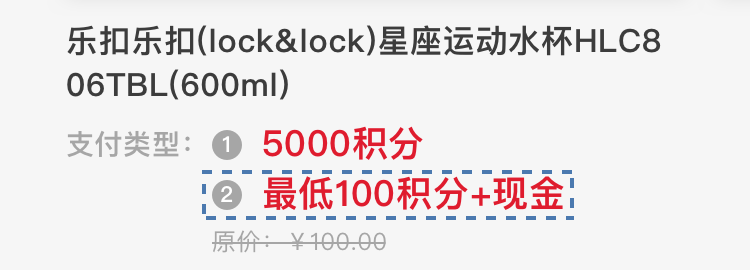 乐扣乐扣(lock&lock)星座运动水杯HLC8
06TBL(600ml)
支付类型： 1 5000积分
2 最低100积分+现金
原价：￥100.00